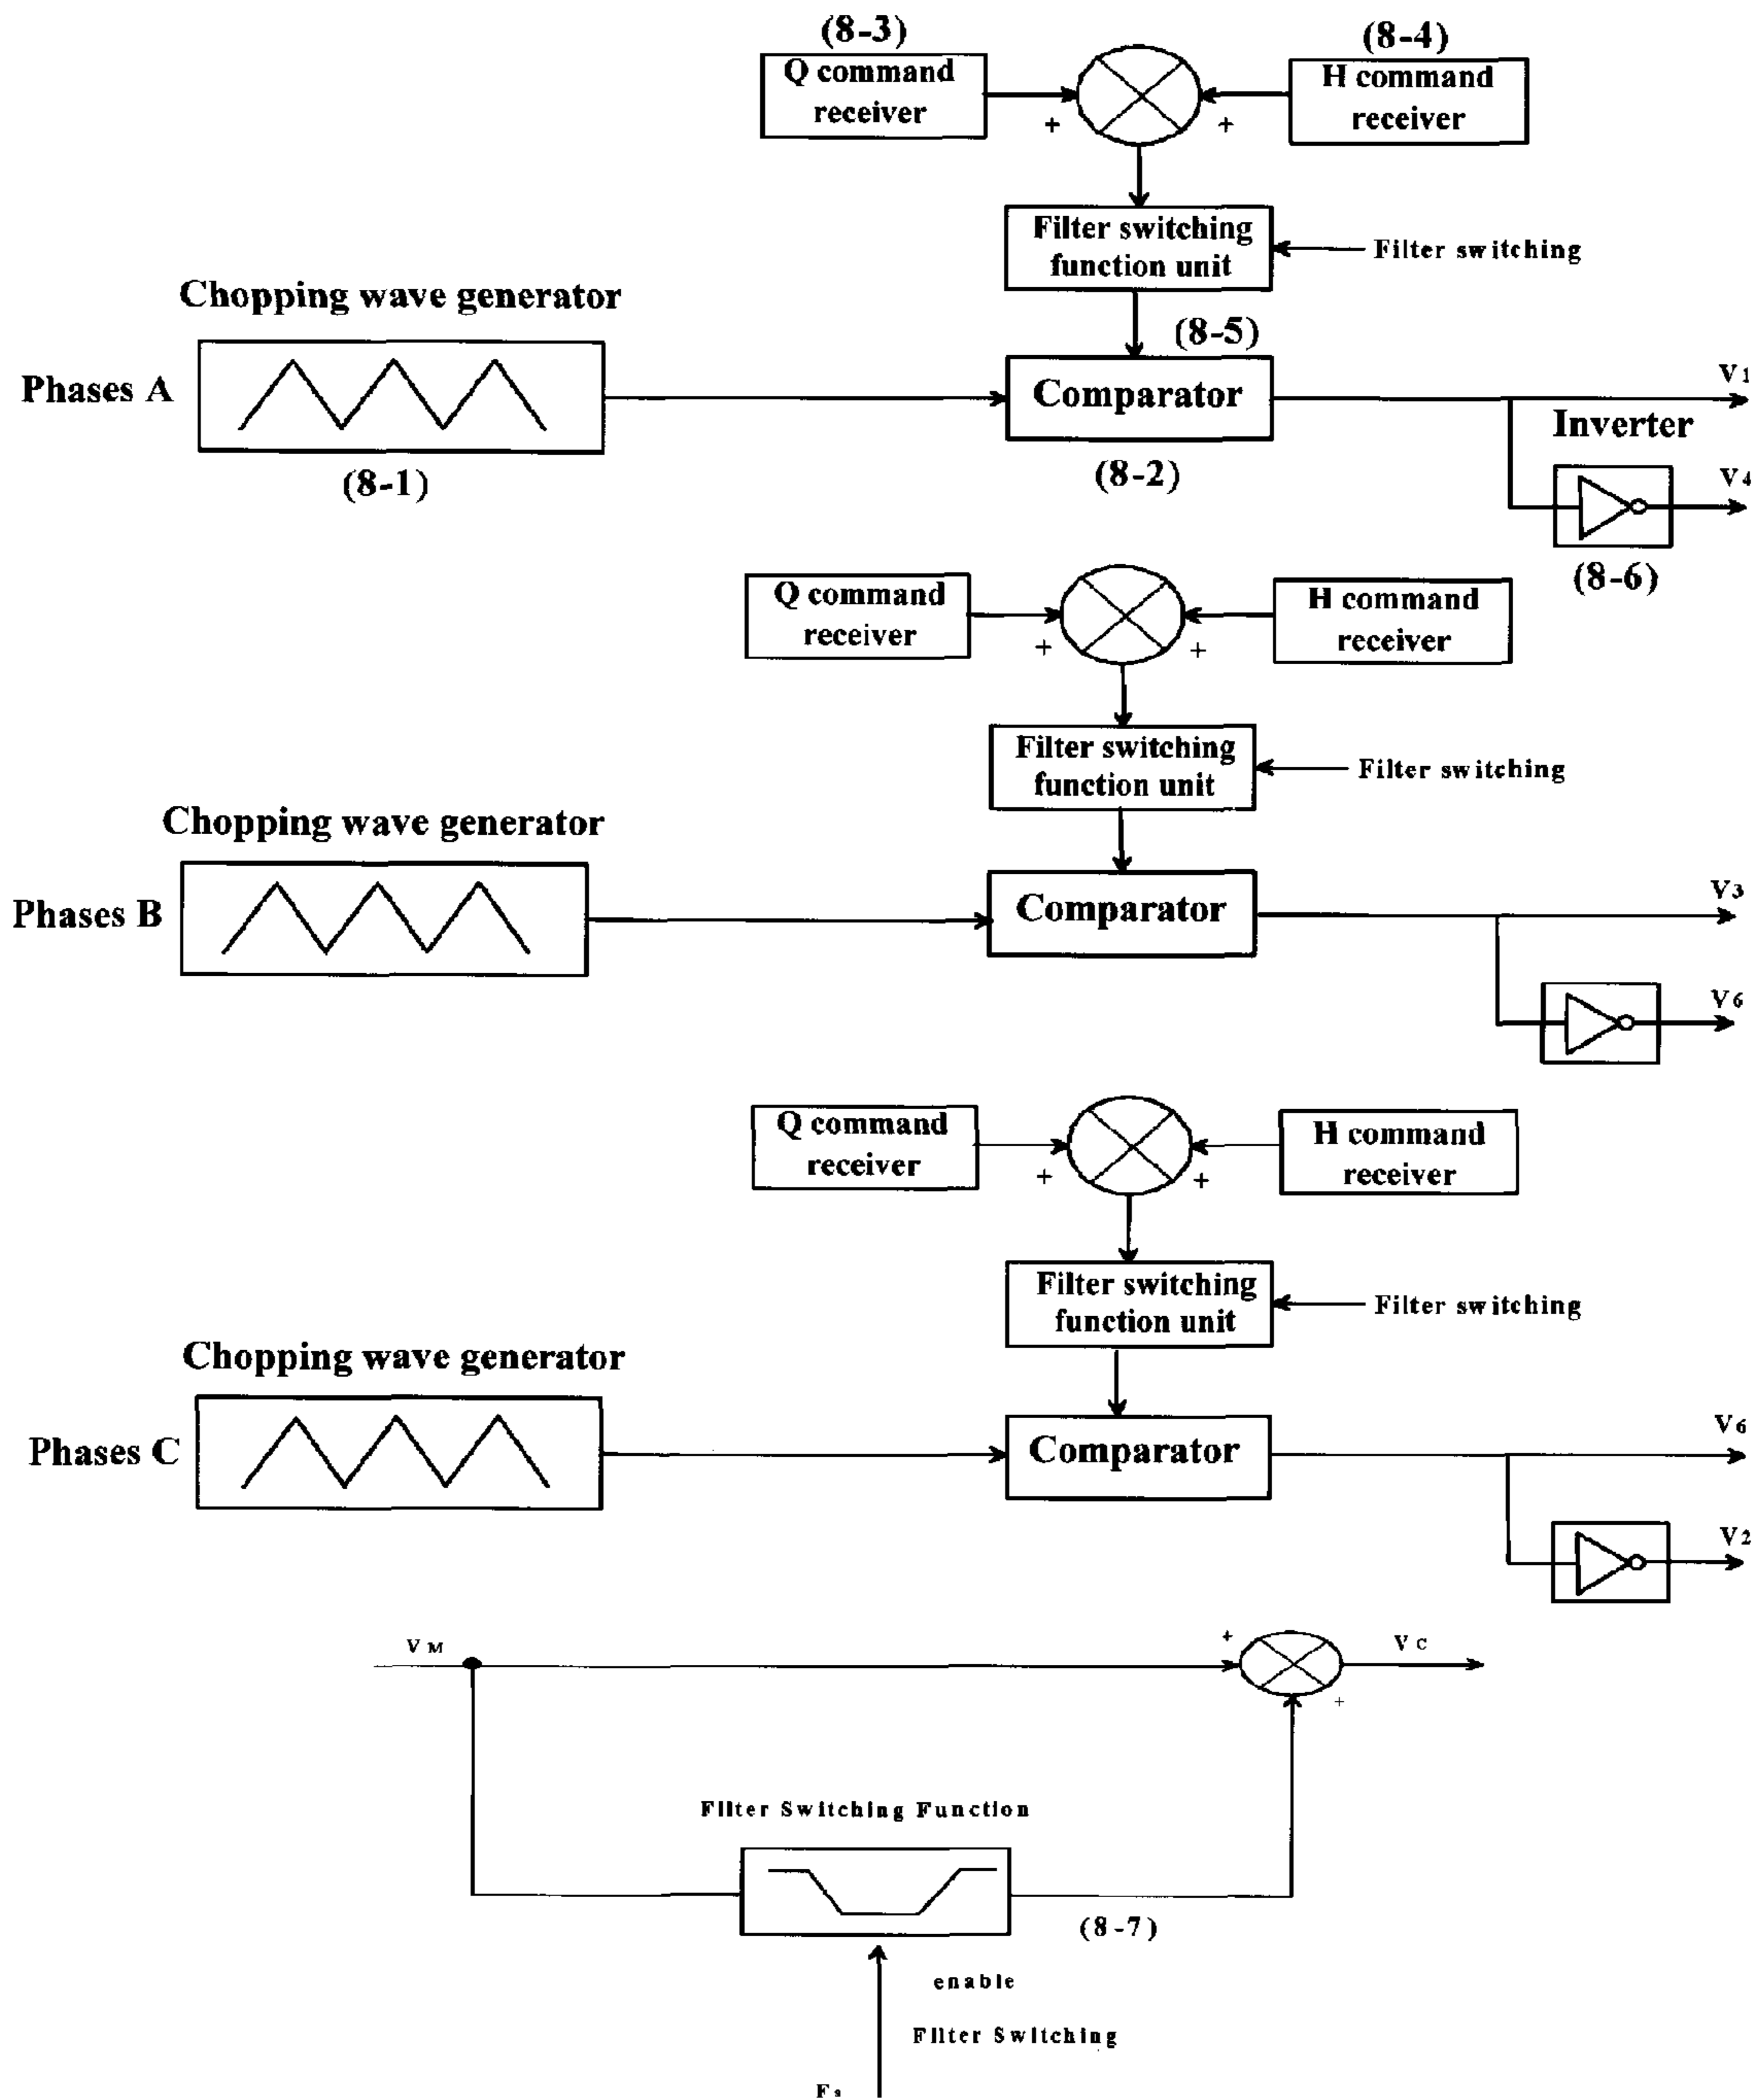 (8-3)
(8-4)
Q command
receiver
H command
receiver
+
+
Filter switching
function unit
Filter switching
Chopping wave generator
(8-5)
Phases A
Comparator
V1
Inverter
(8-1)
(8-2)
V4
(8-6)
Q command
receiver
H command
receiver
+
+
Filter switching
function unit
Filter switching
Chopping wave generator
Phases B
Comparator
V3
V6
Q command
receiver
H command
receiver
+
+
Filter switching
function unit
Filter switching
Chopping wave generator
Phases C
Comparator
V6
V2
VM
+
VC
+
Filter Switching Function
(8-7)
enable
Filter Switching
Fs